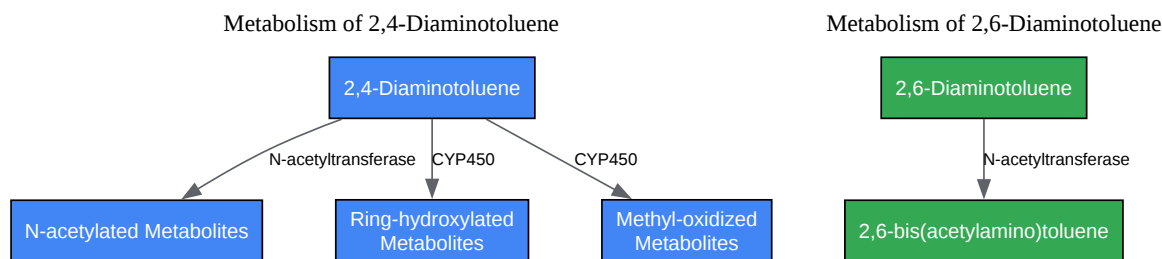 Metabolism of 2,4-Diaminotoluene
2,4-Diaminotoluene
N-acetyltransferase
CYP450
CYP450
N-acetylated Metabolites
Ring-hydroxylated
Metabolites
Methyl-oxidized
Metabolites
Metabolism of 2,6-Diaminotoluene
2,6-Diaminotoluene
N-acetyltransferase
2,6-bis(acetylamino)toluene